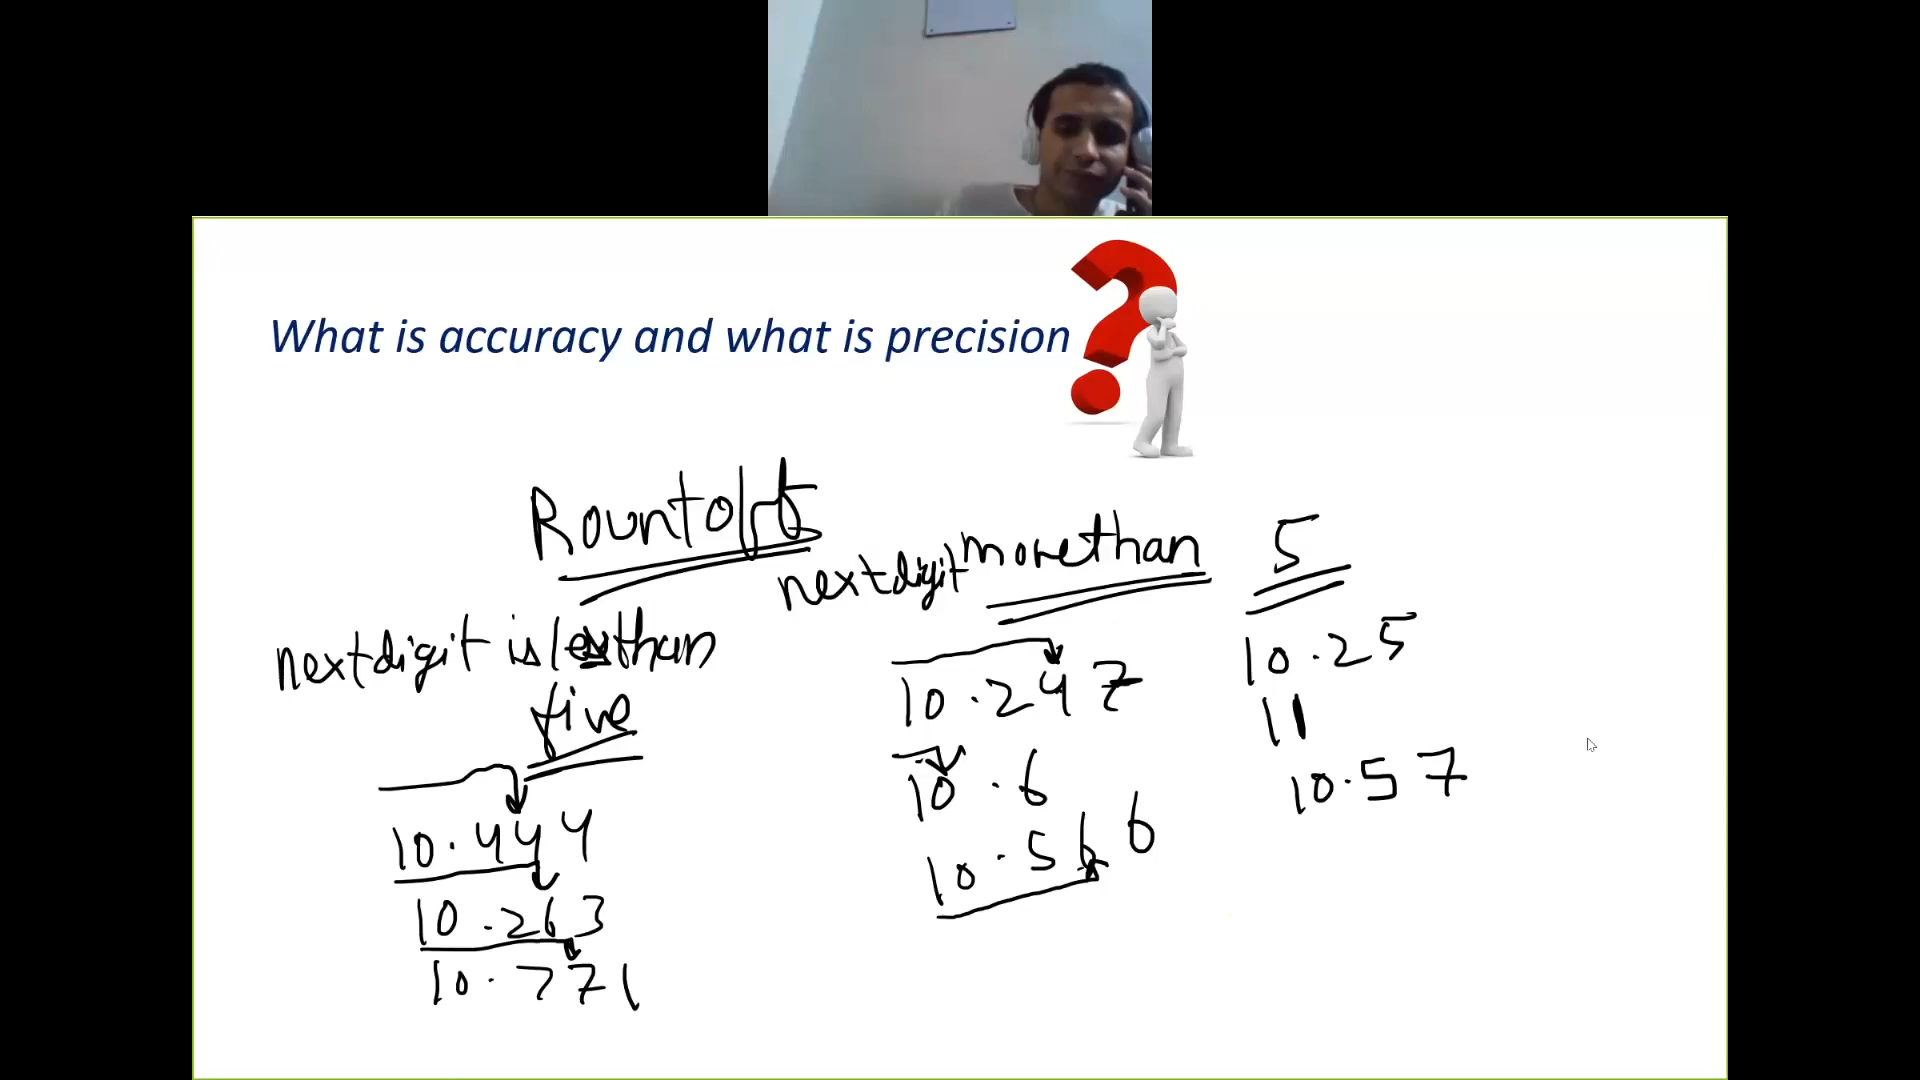 What is accuracy and what is precision
Rountoff
nextdigit is lessthan
five
10.444
10.263
10.771
nextdigit morethan 5
10.247
10.6
10.566
10.25
11
10.57